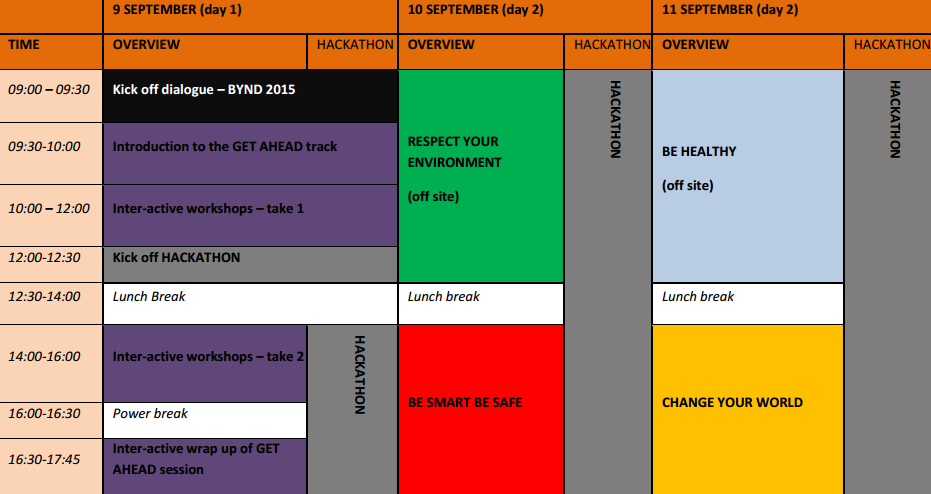 9 SEPTEMBER (day 1)
10 SEPTEMBER (day 2)
11 SEPTEMBER (day 2)
TIME
OVERVIEW
HACKATHON
OVERVIEW
HACKATHON
OVERVIEW
HACKATHON
09:00 – 09:30
Kick off dialogue – BYND 2015
RESPECT YOUR
ENVIRONMENT
(off site)
HACKATHON
BE HEALTHY
(off site)
HACKATHON
09:30-10:00
Introduction to the GET AHEAD track
10:00 – 12:00
Inter-active workshops – take 1
12:00-12:30
Kick off HACKATHON
12:30-14:00
Lunch Break
Lunch break
Lunch break
14:00-16:00
Inter-active workshops – take 2
HACKATHON
BE SMART BE SAFE
CHANGE YOUR WORLD
16:00-16:30
Power break
16:30-17:45
Inter-active wrap up of GET
AHEAD session